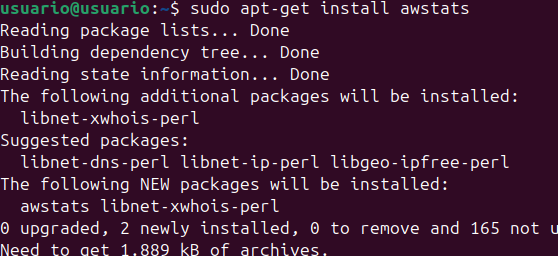 usuario@usuario:~$ sudo apt-get install awstats
Reading package lists... Done
Building dependency tree... Done
Reading state information... Done
The following additional packages will be installed:
  libnet-xwhois-perl
Suggested packages:
  libnet-dns-perl libnet-ip-perl libgeo-ipfree-perl
The following NEW packages will be installed:
  awstats libnet-xwhois-perl
0 upgraded, 2 newly installed, 0 to remove and 165 not u
Need to get 1.889 kB of archives.